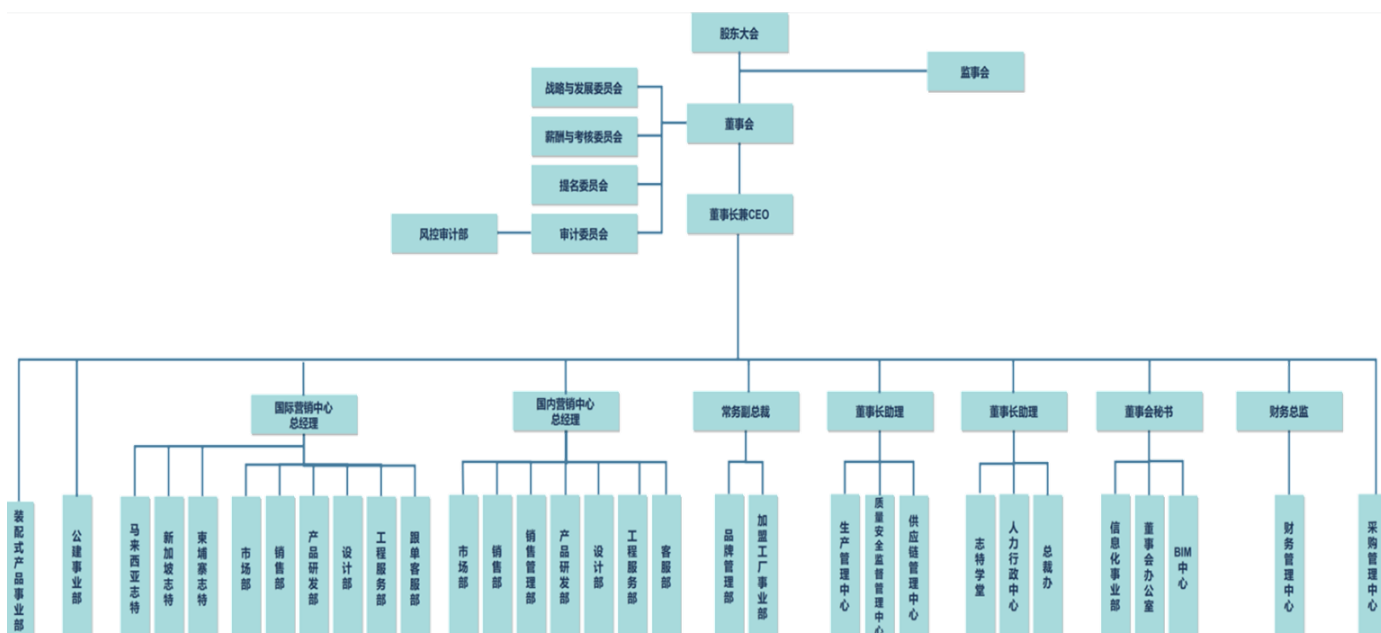 股东大会
监事会
战略与发展委员会
董事会
薪酬与考核委员会
提名委员会
董事长兼CEO
风控审计部
审计委员会
国际营销中心
总经理
国内营销中心
总经理
常务副总裁
董事长助理
董事长助理
董事会秘书
财务总监
装配式产品事业部
公建事业部
马来西亚志特
新加坡志特
柬埔寨志特
市场部
销售部
产品研发部
设计部
工程服务部
跟单客服部
市场部
销售部
销售管理部
产品研发部
设计部
工程服务部
客服部
品牌管理部
加盟工厂事业部
生产管理中心
质量安全监督管理中心
供应链管理中心
志特学堂
人力行政中心
总裁办
信息化事业部
董事会办公室
BIM中心
财务管理中心
采购管理中心